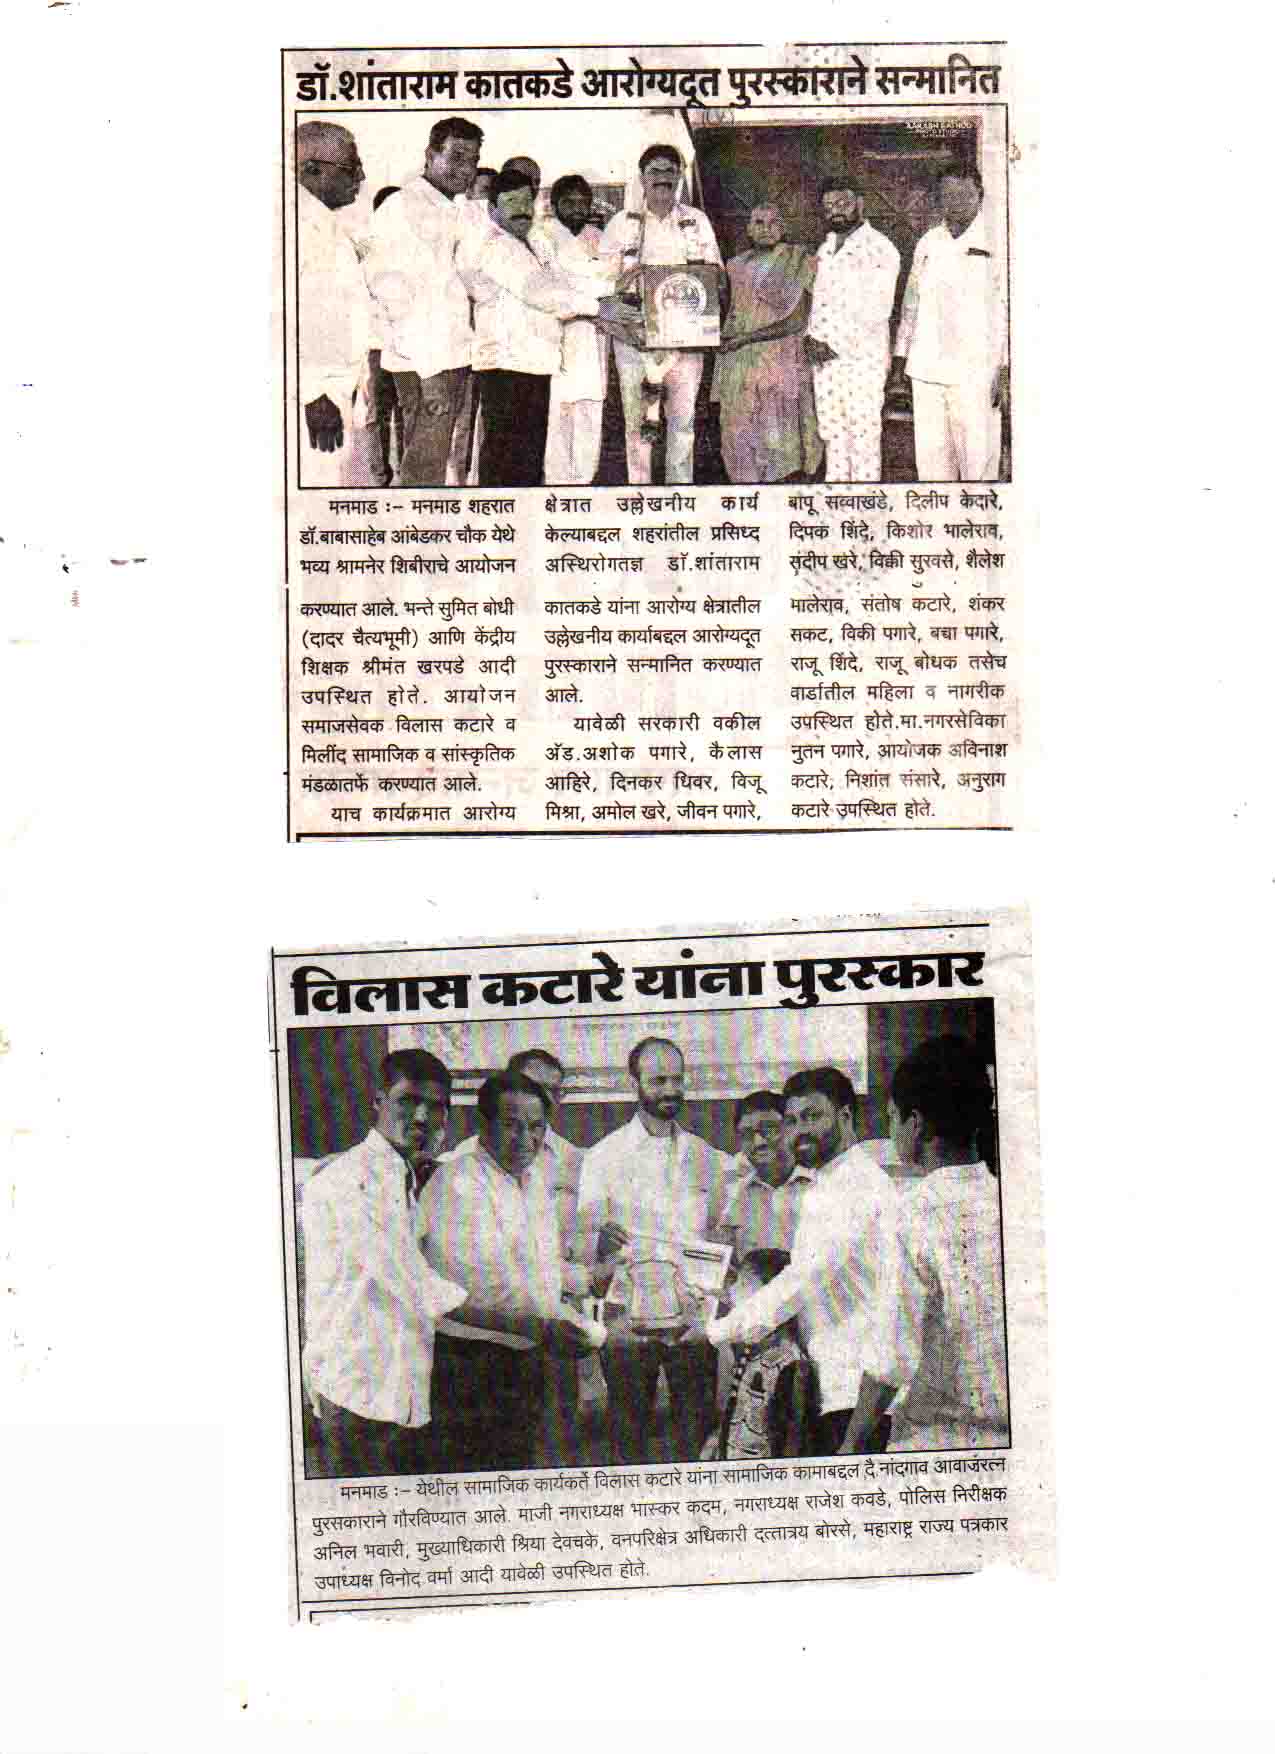 डॉ.शांताराम कातकडे आरोग्यदूत पुरस्काराने सन्मानित
मनमाड :- मनमाड शहरात
डॉ.बाबासाहेब आंबेडकर चौक येथे
भव्य श्रामनेर शिबीराचे आयोजन
करण्यात आले. भन्ते सुमित बोधी
(दादर चैत्यभूमी) आणि केंद्रीय
शिक्षक श्रीमंत खरपडे आदी
उपस्थित होते. आयोजन
समाजसेवक विलास कटारे व
मिलींद सामाजिक व सांस्कृतिक
मंडळातर्फे करण्यात आले.
याच कार्यक्रमात आरोग्य
क्षेत्रात उल्लेखनीय कार्य
केल्याबद्दल शहरांतील प्रसिध्द
अस्थिरोगतज्ञ डॉ.शांताराम
कातकडे यांना आरोग्य क्षेत्रातील
उल्लेखनीय कार्याबद्दल आरोग्यदूत
पुरस्काराने सन्मानित करण्यात
आले.
यावेळी सरकारी वकील
अ‍ॅड.अशोक पगारे, कैलास
आहिरे, दिनकर धिवर, विजू
मिश्रा, अमोल खरे, जीवन पगारे,
बापू सव्वाखंडे, दिलीप केदारे,
दिपक शिंदे, किशोर भालेराव,
संदीप खरे, विक्की सुरवसे, शैलेश
भालेराव, संतोष कटारे, शंकर
सकट, विकी पगारे, बचा पगारे,
राजू शिंदे, राजू बोधक तसेच
वार्डातील महिला व नागरीक
उपस्थित होते.मा.नगरसेविका
नुतन पगारे, आयोजक अविनाश
कटारे, निशांत संसारे, अनुराग
कटारे उपस्थित होते.
विलास कटारे यांना पुरस्कार
मनमाड :- येथील सामाजिक कार्यकर्ते विलास कटारे यांना सामाजिक कामाबद्दल दै.नांदगाव आवाजरत्न
पुरसकाराने गौरविण्यात आले. माजी नगराध्यक्ष भास्कर कदम, नगराध्यक्ष राजेश कवडे, पोलिस निरीक्षक
अनिल भवारी, मुख्याधिकारी श्रिया देवचके, वनपरिक्षेत्र अधिकारी दत्तात्रय बोरसे, महाराष्ट्र राज्य पत्रकार
उपाध्यक्ष विनोद वर्मा आदी यावेळी उपस्थित होते.